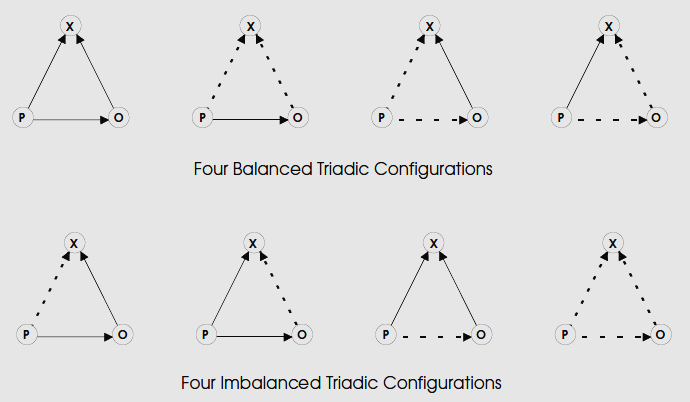 X X X X
P O P O P O P O
Four Balanced Triadic Configurations
X X X X
P O P O P O P O
Four Imbalanced Triadic Configurations